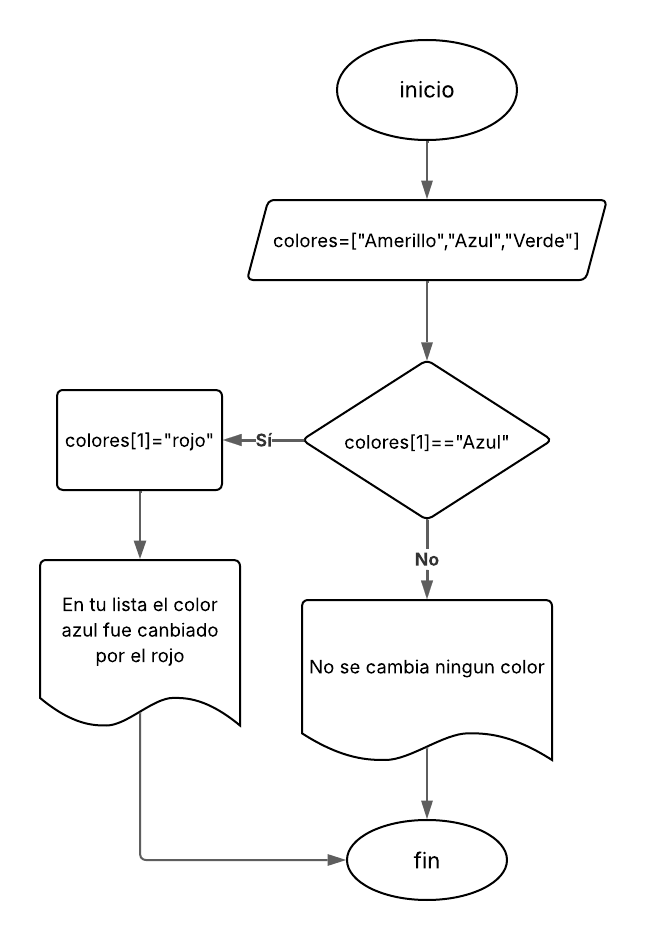 inicio
colores=["Amerillo","Azul","Verde"]
colores[1]=="Azul"
Sí
colores[1]="rojo"
En tu lista el color
azul fue canbiado
por el rojo
No
No se cambia ningun color
fin